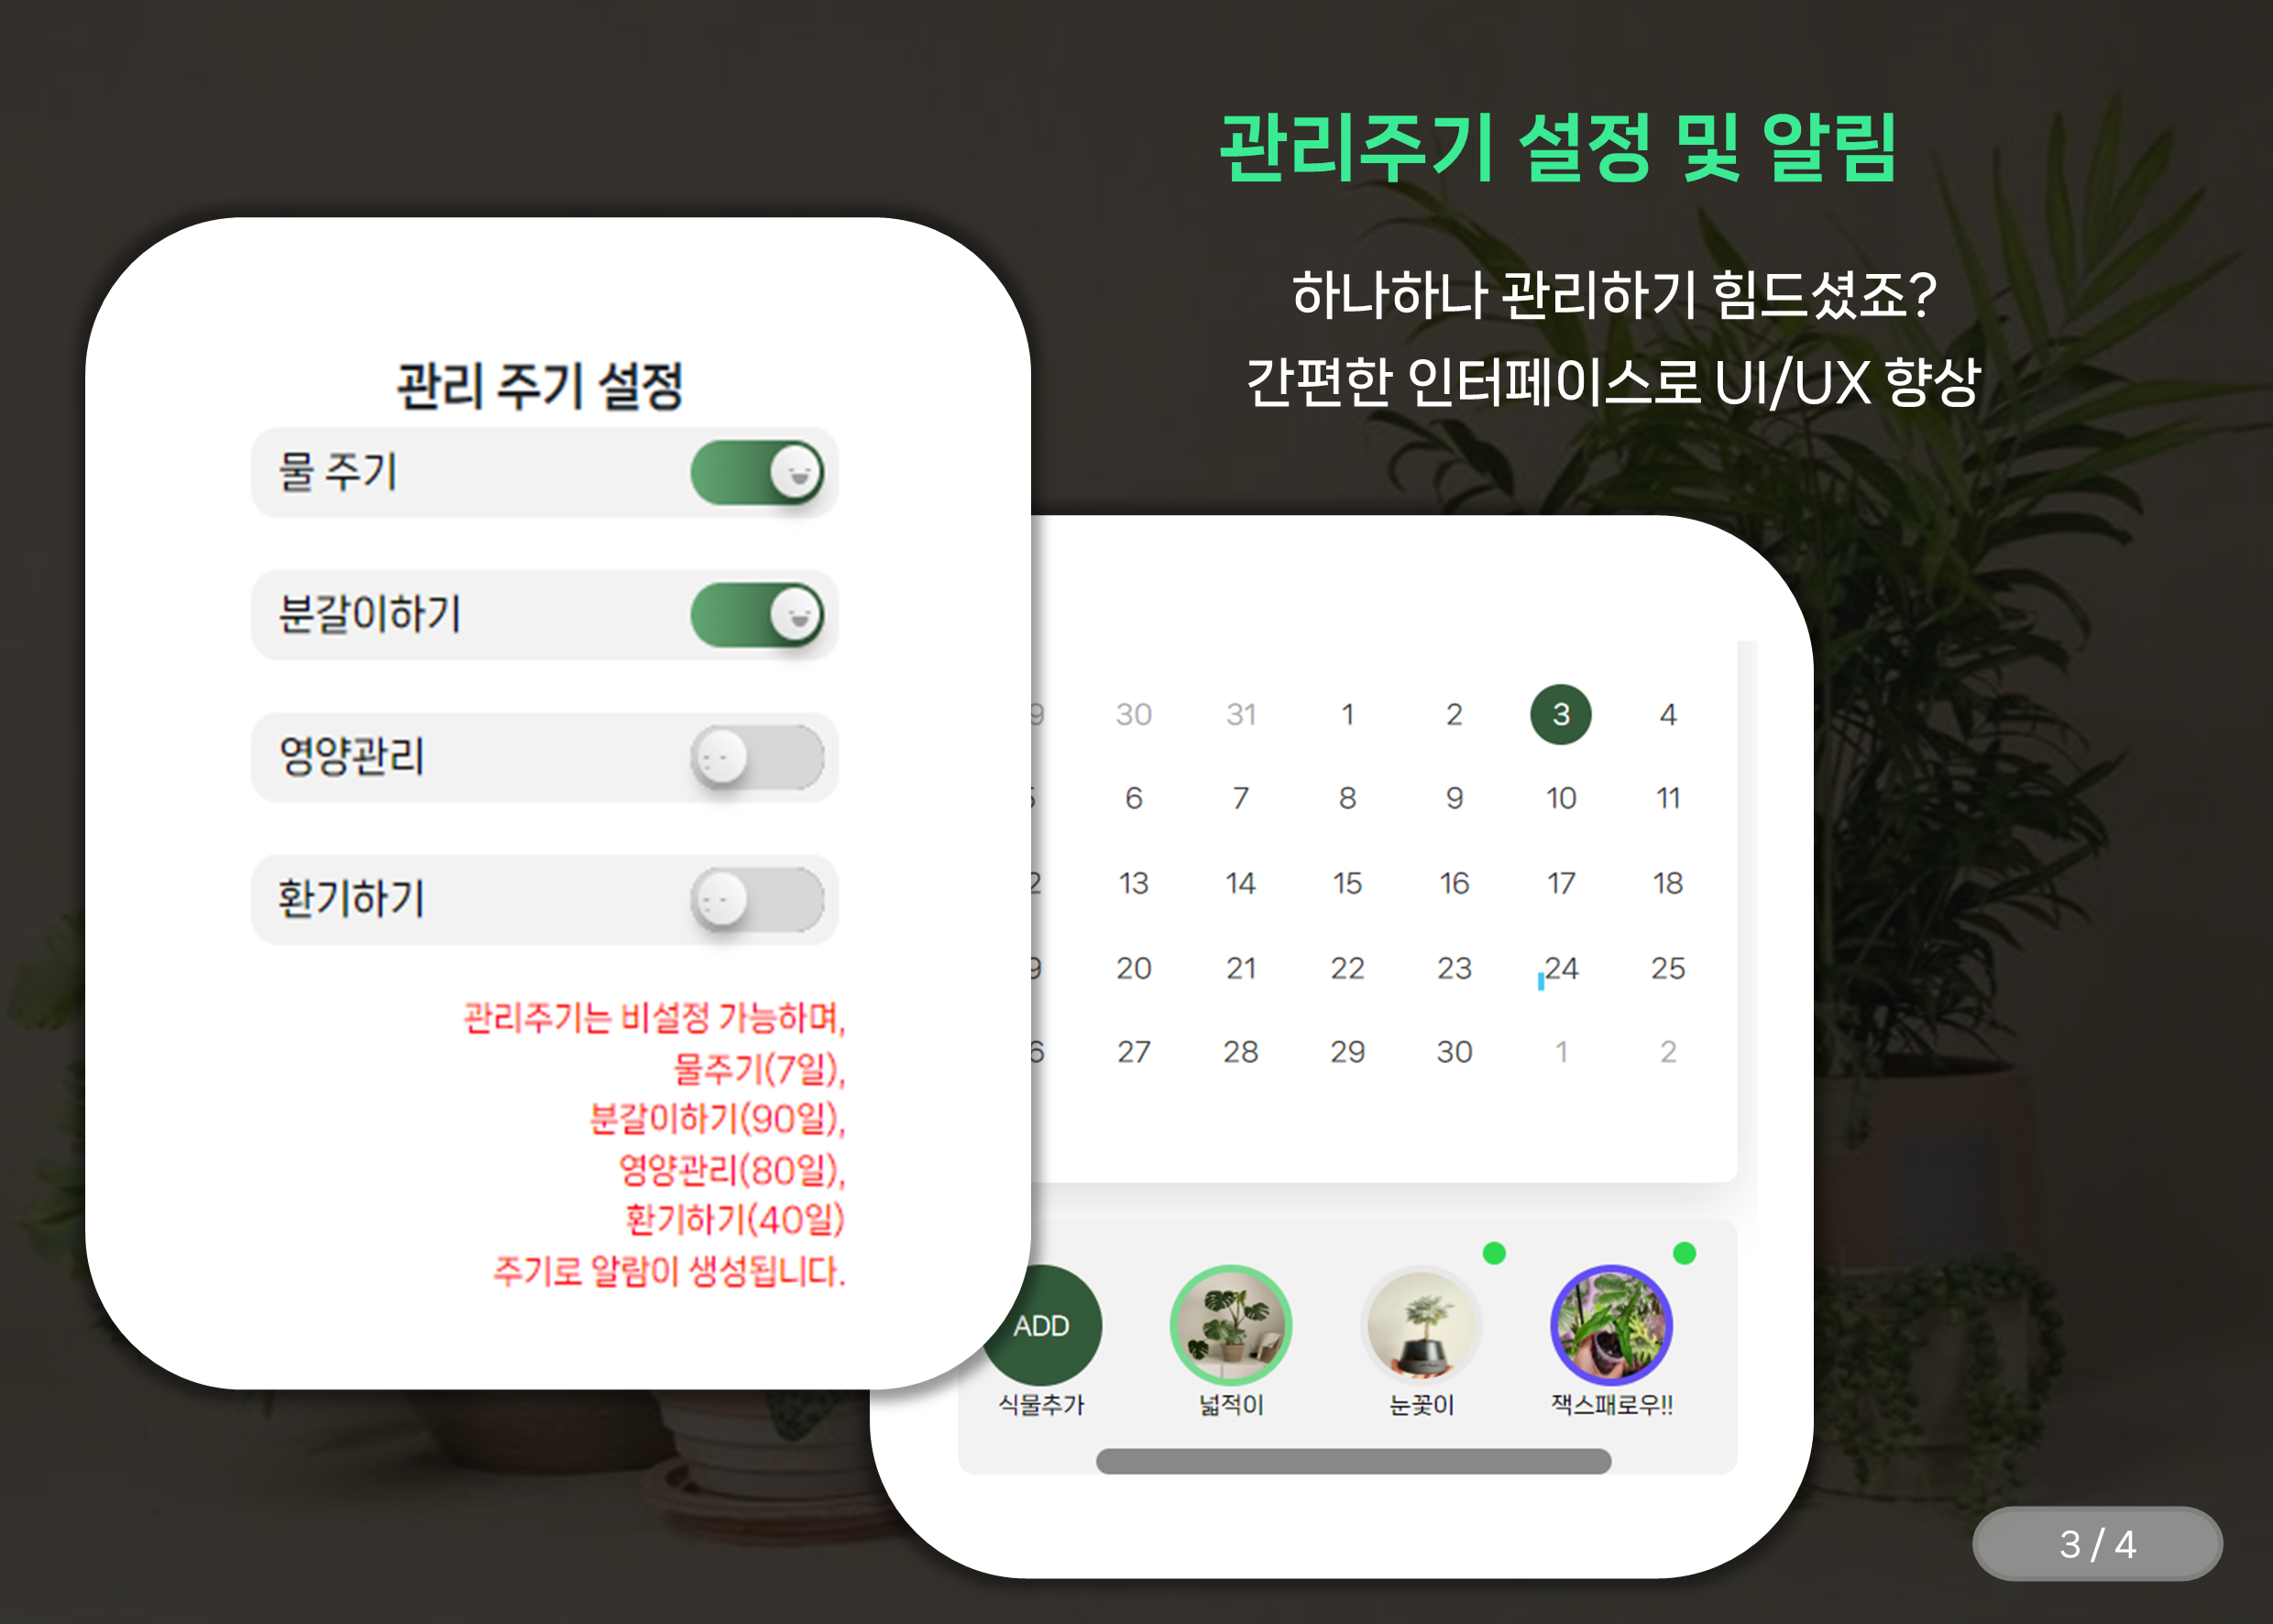 관리주기 설정 및 알림
하나하나 관리하기 힘드셨죠?
간편한 인터페이스로 UI/UX 향상
관리 주기 설정
물 주기
분갈이하기
영양관리
환기하기
관리주기는 비설정 가능하며,
물주기(7일),
분갈이하기(90일),
영양관리(80일),
환기하기(40일)
주기로 알람이 생성됩니다.
9 30 31 1 2 3 4
6 7 8 9 10 11
2 13 14 15 16 17 18
9 20 21 22 23 24 25
6 27 28 29 30 1 2
ADD
식물추가 넓적이 눈꽃이 잭스패로우!!
3 / 4